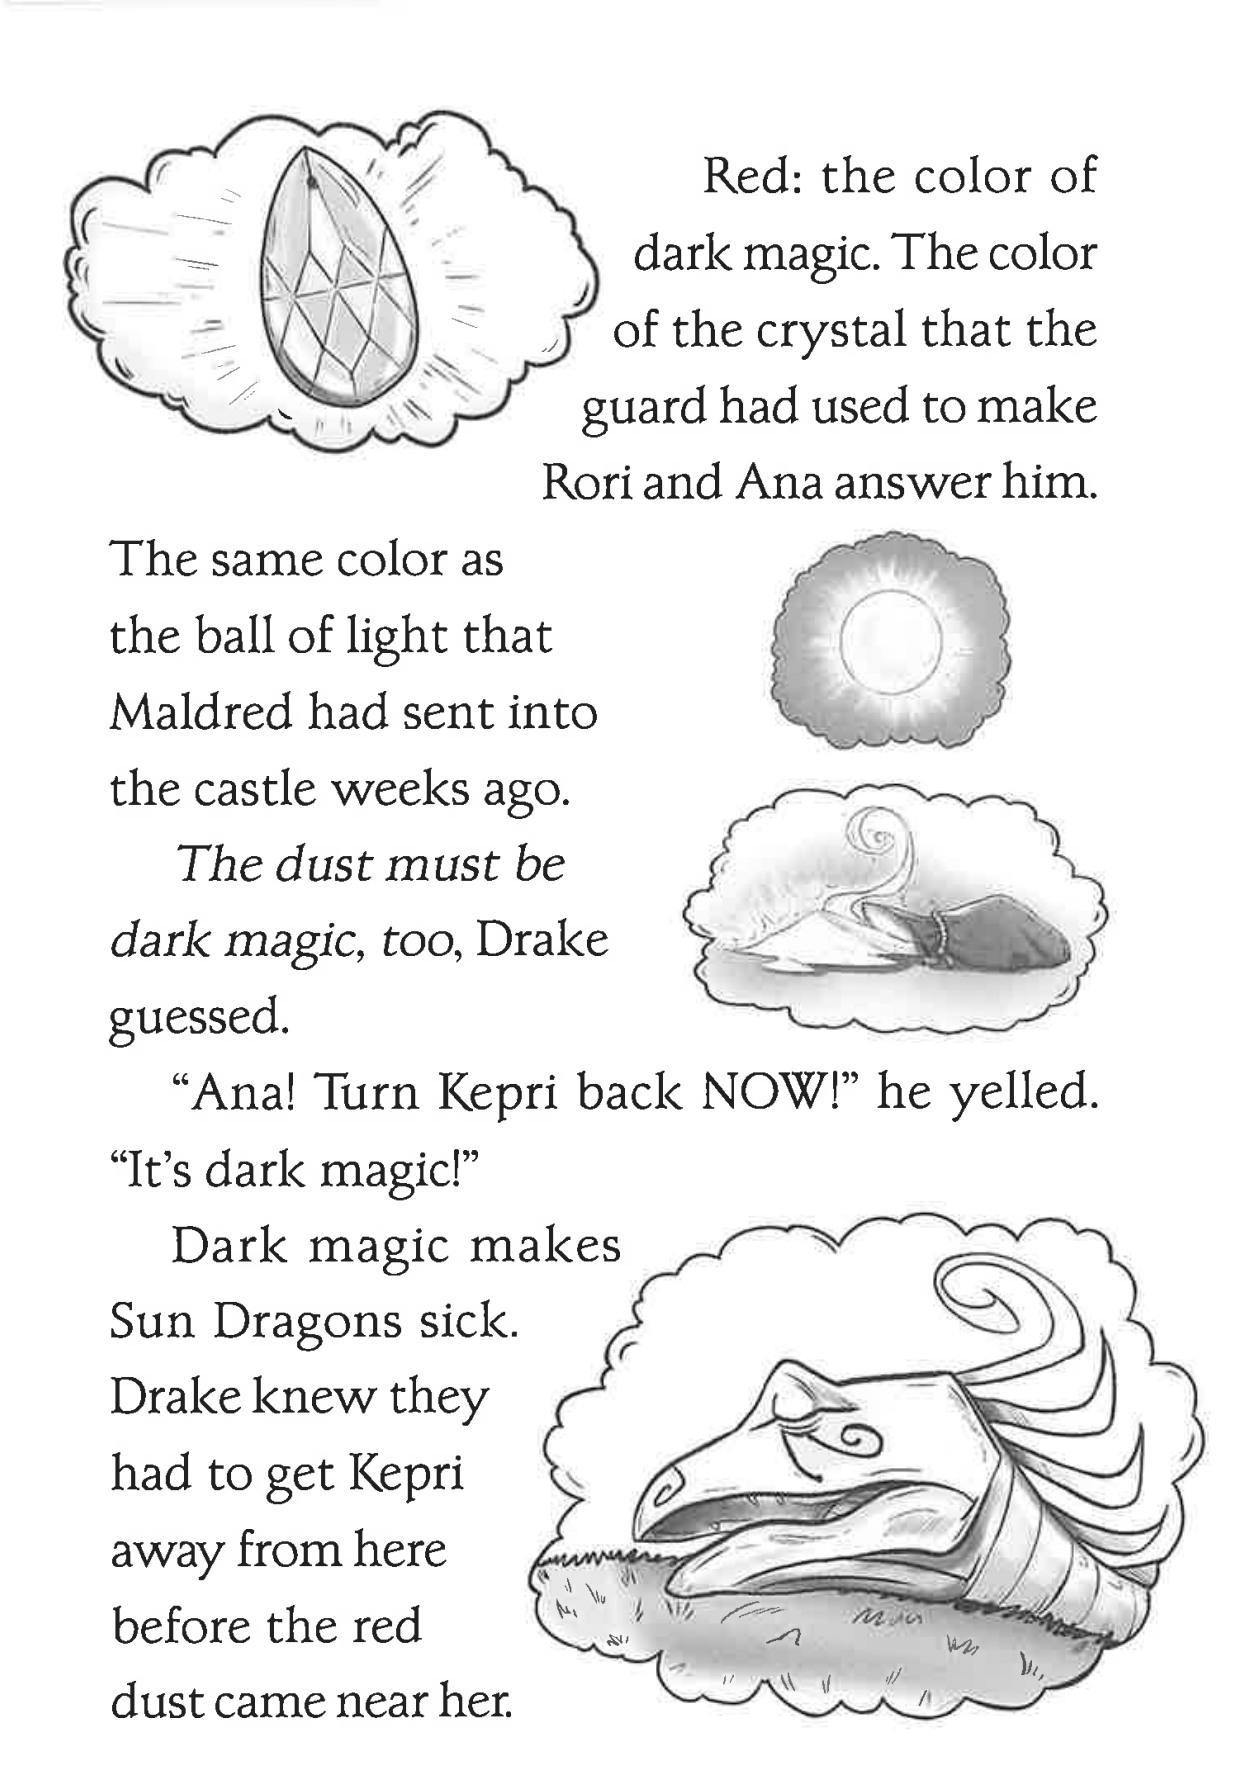 Red: the color of
dark magic. The color
of the crystal that the
guard had used to make
Rori and Ana answer him.
The same color as
the ball of light that
Maldred had sent into
the castle weeks ago.
The dust must be
dark magic, too, Drake
guessed.
“Ana! Turn Kepri back NOW!” he yelled.
“It’s dark magic!”
Dark magic makes
Sun Dragons sick.
Drake knew they
had to get Kepri
away from here
before the red
dust came near her.